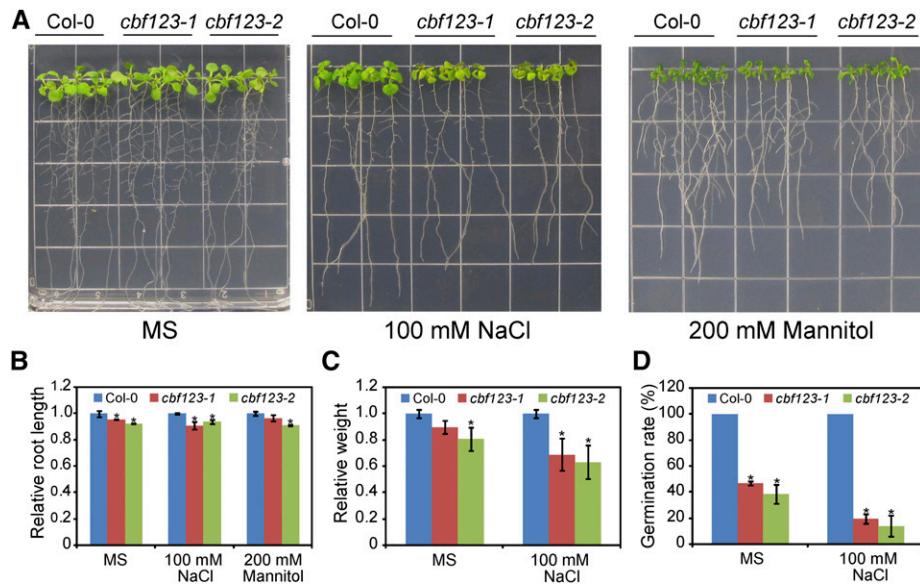 A
Col-0 cbf123-1 cbf123-2
Col-0 cbf123-1 cbf123-2
Col-0 cbf123-1 cbf123-2
MS
100 mM NaCl
200 mM Mannitol
B
Col-0 cbf123-1 cbf123-2
Relative root length
1.2
1.0
0.8
0.6
0.4
0.2
0
* * * * *
MS
100 mM
NaCl
200 mM
Mannitol
C
Col-0 cbf123-1 cbf123-2
Relative weight
1.2
1.0
0.8
0.6
0.4
0.2
0
* * *
MS
100 mM
NaCl
D
Col-0 cbf123-1 cbf123-2
Germination rate (%)
120
100
80
60
40
20
0
* * * *
MS
100 mM
NaCl